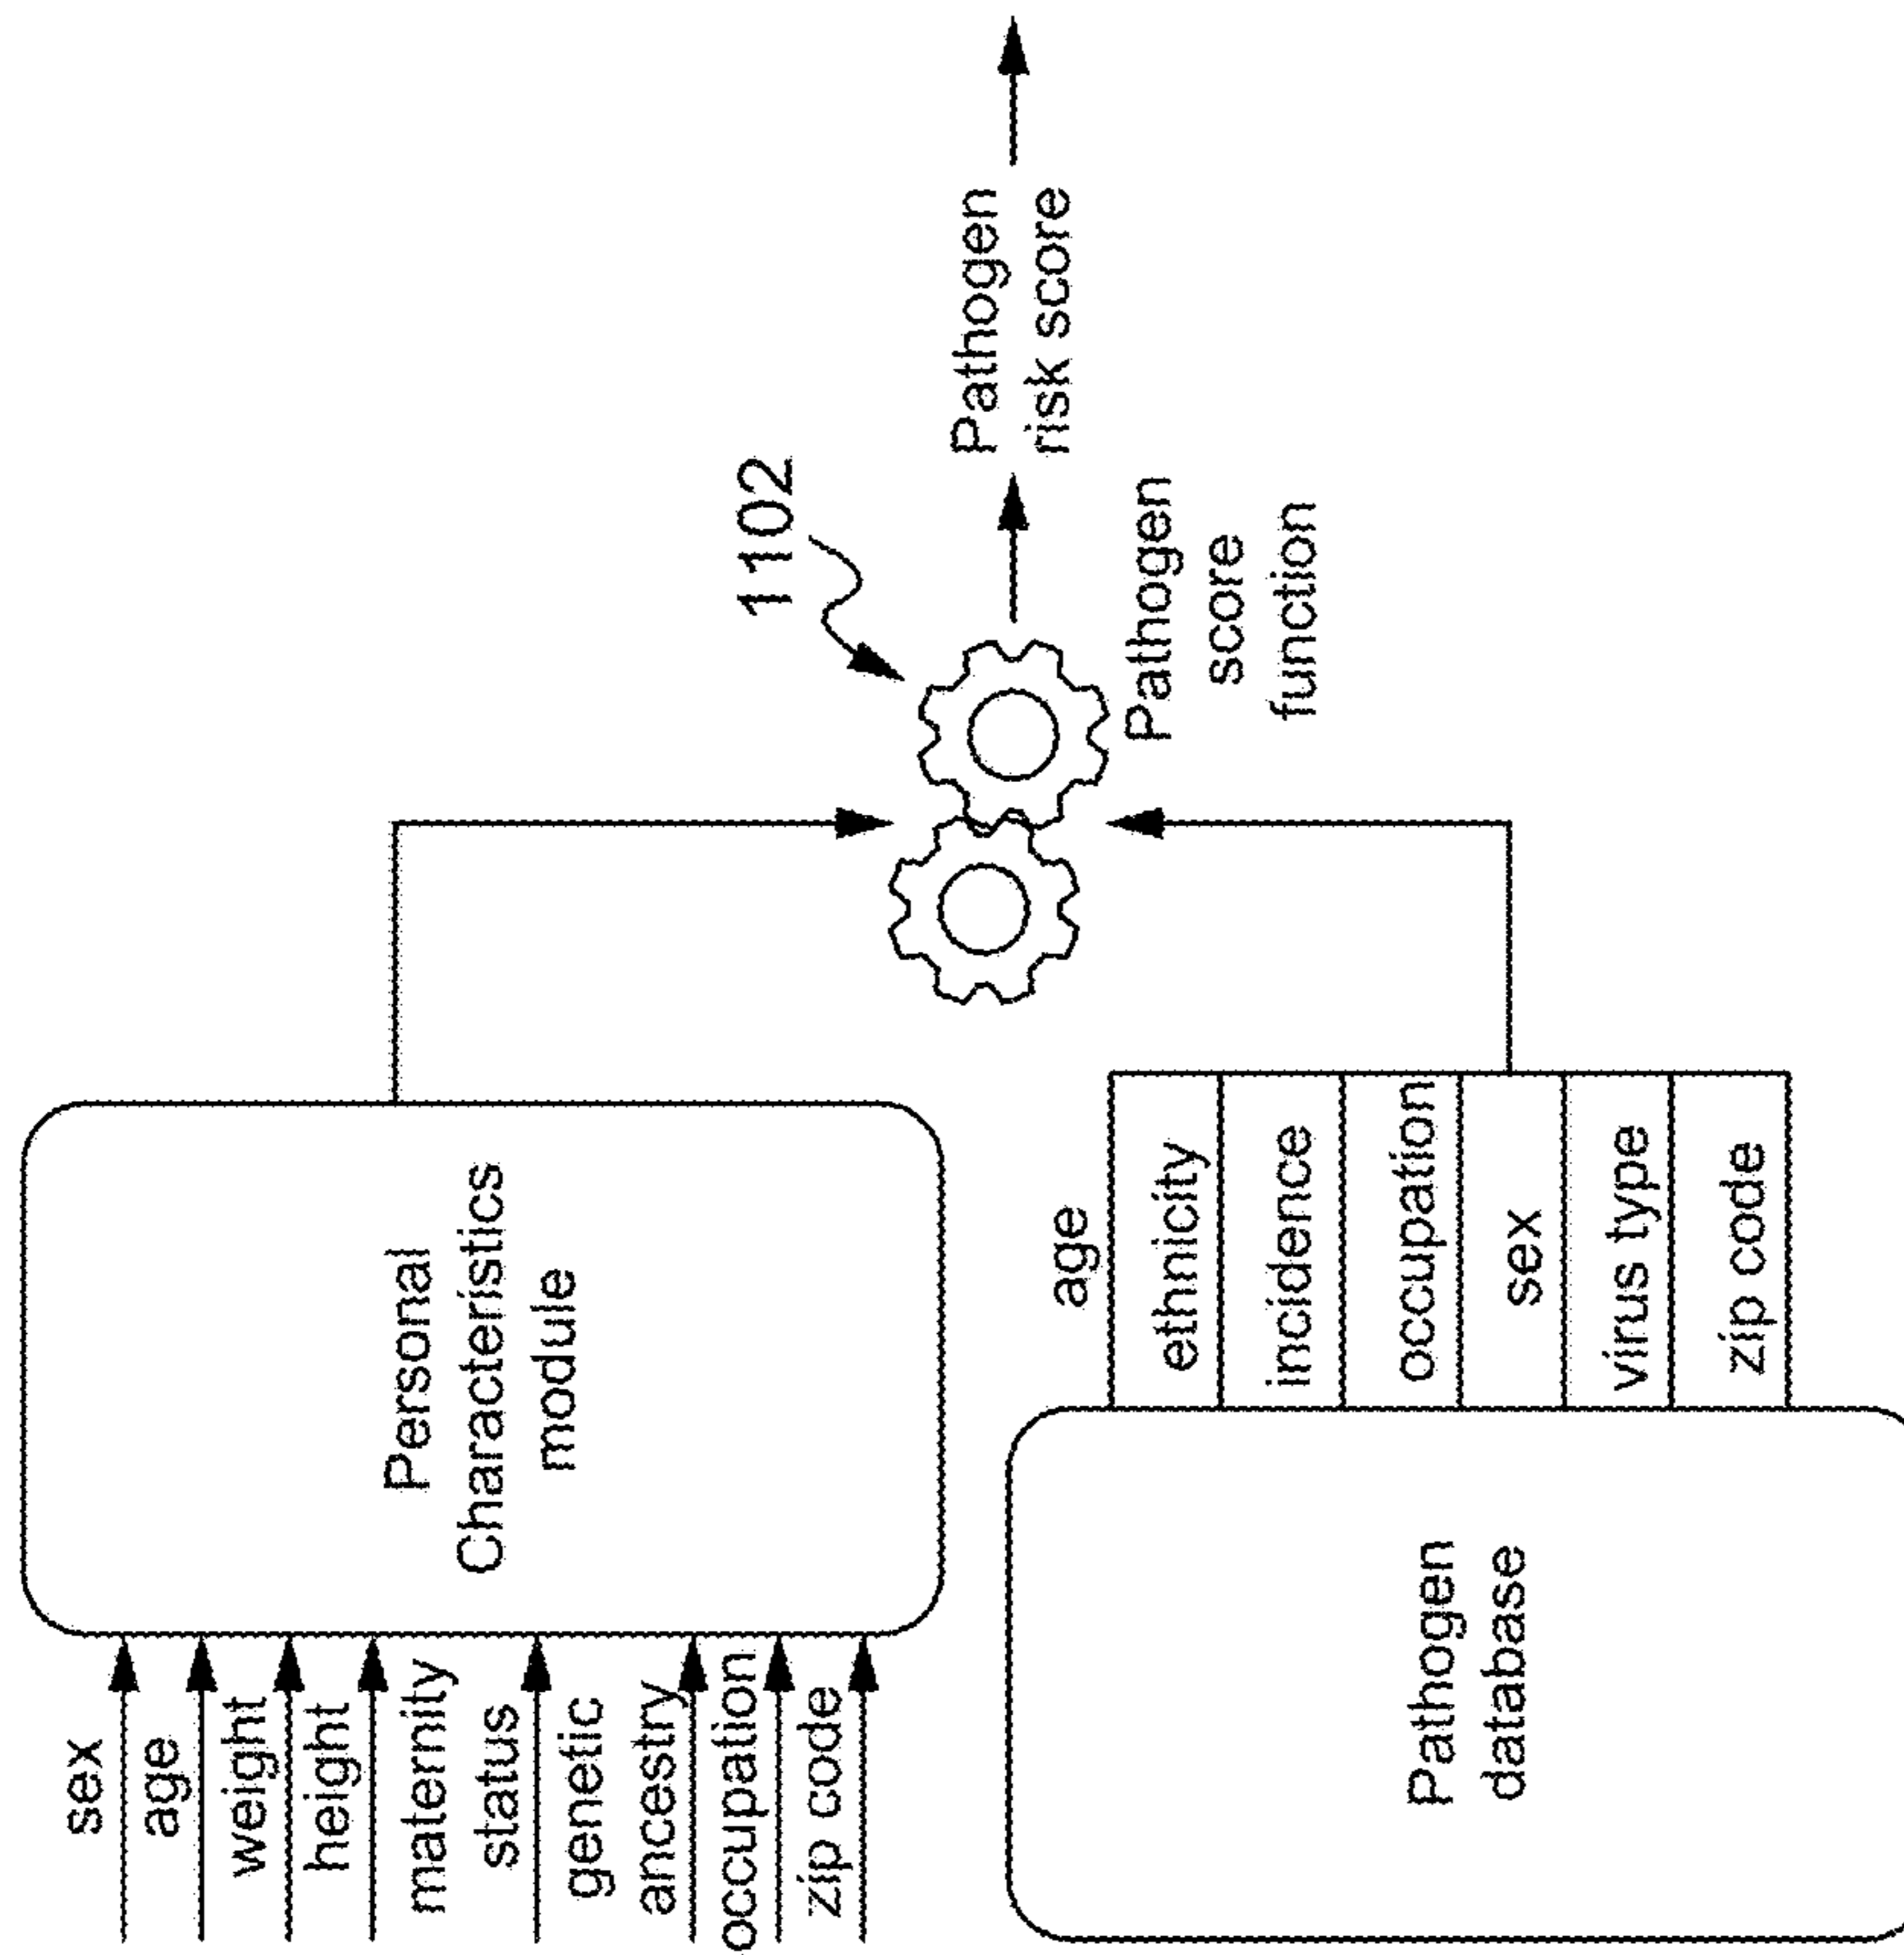 sex
age
weight
height
maternity
status
genetic
ancestry
occupation
zip code
Personal
Characteristics
module
Pathogen
database
age
ethnicity
incidence
occupation
sex
virus type
zip code
1102
Pathogen
score
function
Pathogen
risk score